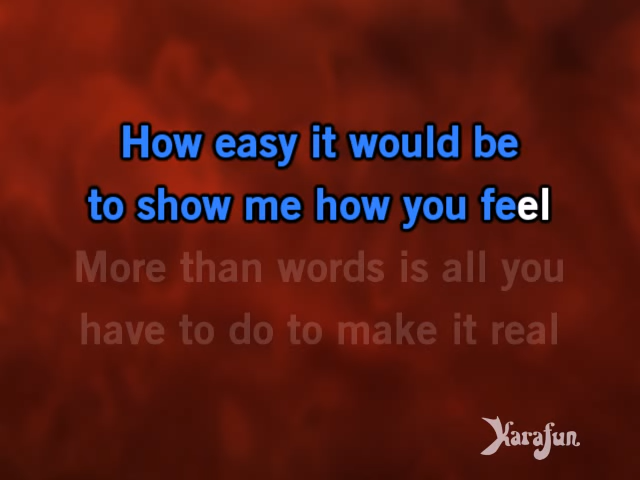 How easy it would be
to show me how you feel
More than words is all you
have to do to make it real
Karafun